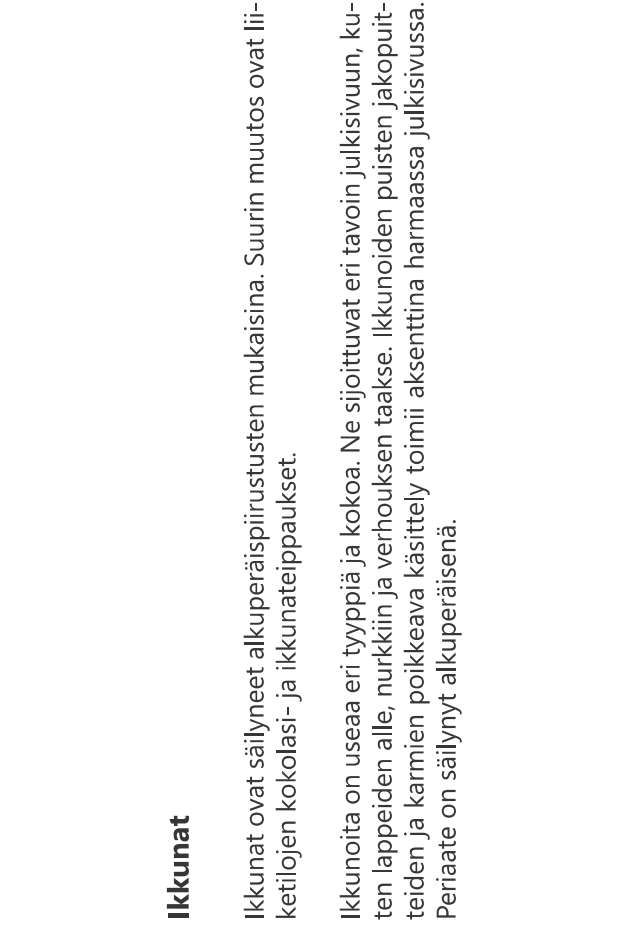 Ikkunat
Ikkunat ovat säilyneet alkuperäispiirustusten mukaisina. Suurin muutos ovat lii-
ketilojen kokolasi- ja ikkunateippaukset.
Ikkunoita on useaa eri tyyppiä ja kokoa. Ne sijoittuvat eri tavoin julkisivuun, ku-
ten lappeiden alle, nurkkiin ja verhouksen taakse. Ikkunoiden puisten jakopuit-
teiden ja karmien poikkeava käsittely toimii aksenttina harmaassa julkisivussa.
Periaate on säilynyt alkuperäisenä.